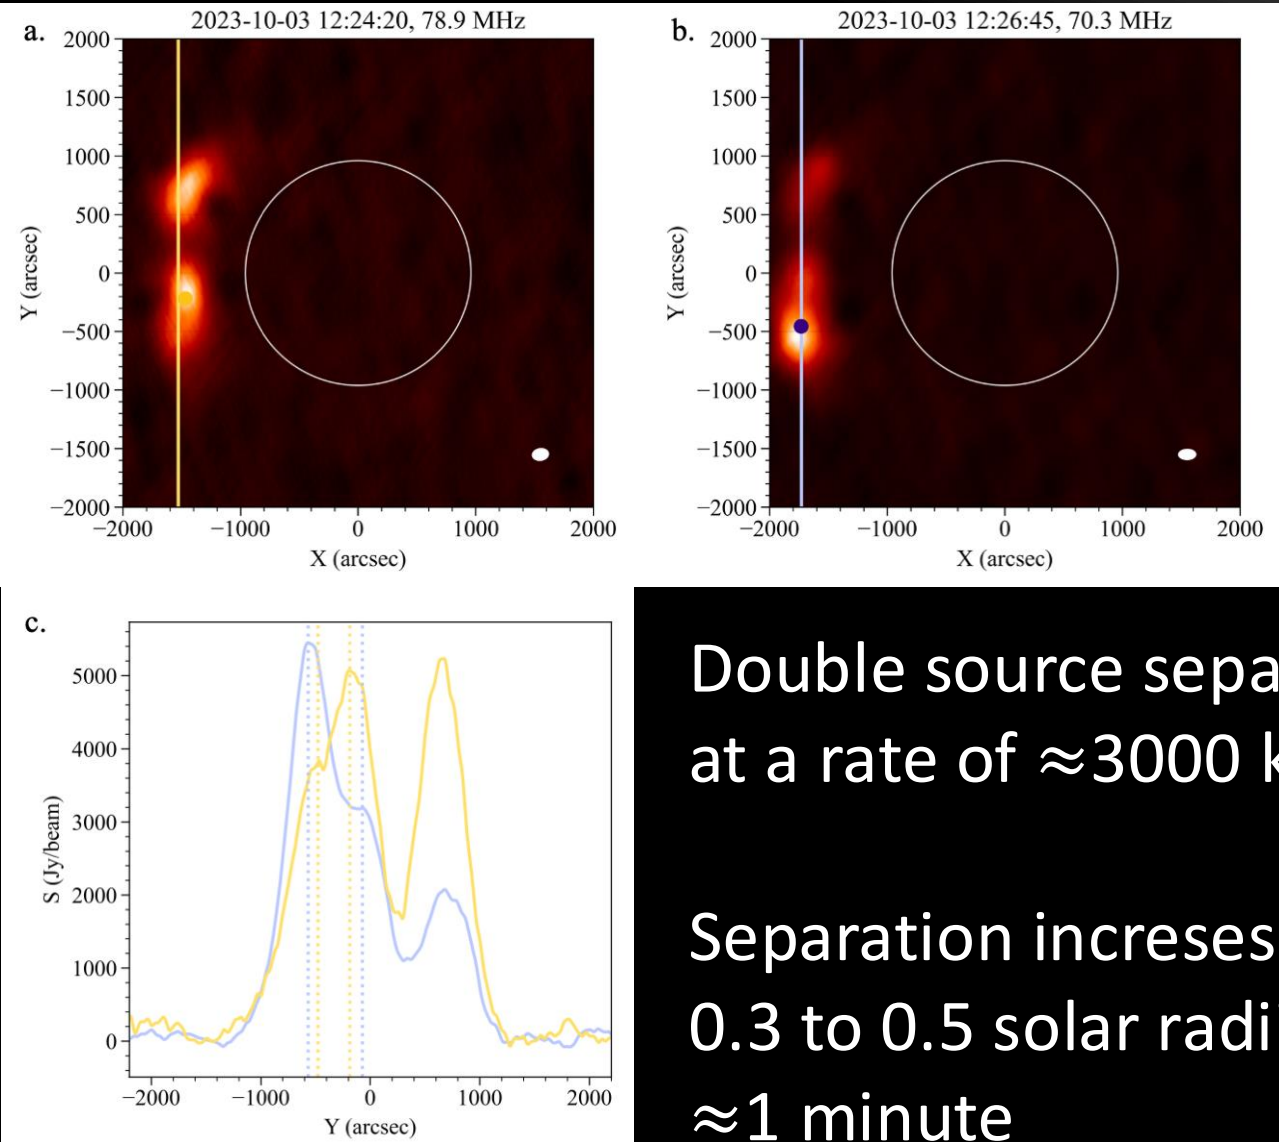 a.
2023-10-03 12:24:20, 78.9 MHz
2000
1500
1000
500
0
−500
−1000
−1500
−2000
Y (arcsec)
−2000 −1000 0 1000 2000
X (arcsec)
b.
2023-10-03 12:26:45, 70.3 MHz
2000
1500
1000
500
0
−500
−1000
−1500
−2000
Y (arcsec)
−2000 −1000 0 1000 2000
X (arcsec)
c.
5000
4000
3000
2000
1000
0
S (Jy/beam)
−2000 −1000 0 1000 2000
Y (arcsec)
Double source sepa
at a rate of ≈3000 k
Separation increses
0.3 to 0.5 solar radi
≈1 minute